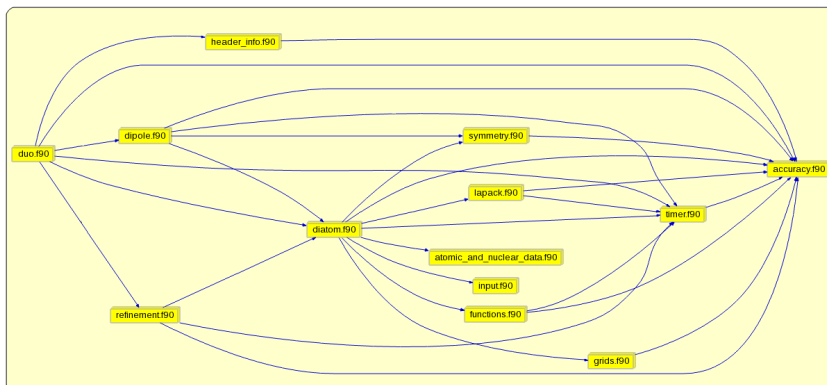 header_info.f90
dipole.f90
symmetry.f90
duo.f90
accuracy.f90
lapack.f90
timer.f90
diatom.f90
atomic_and_nuclear_data.f90
input.f90
refinement.f90
functions.f90
grids.f90